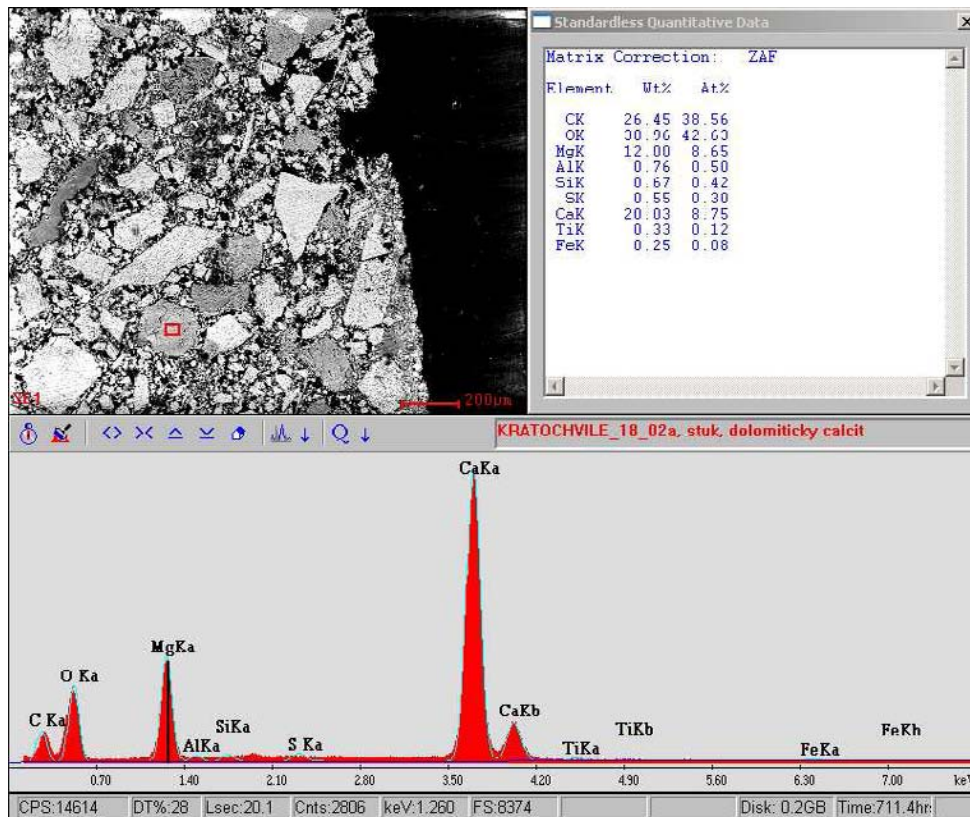 Standardless Quantitative Data
Matrix Correction: ZAF
Element Wt% At%
CK 26.45 38.56
OK 38.96 42.63
MgK 12.00 8.65
AlK 0.76 0.50
SiK 0.67 0.42
SK 0.55 0.30
CaK 20.03 8.75
TiK 0.33 0.12
FeK 0.25 0.08
SE1
200µm
KRATOCHVILE_18_02a, stuk, dolomiticky calcit
CaKa
MgKa
O Ka
C Ka
SiKa
AlKa
S Ka
CaKb
TiKb
TiKa
FeKb
FeKa
0.70 1.40 2.10 2.80 3.50 4.20 4.90 5.60 6.30 7.00 keV
CPS:14614 DT%:28 Lsec:20.1 Cnts:2806 keV:1.260 FS:8374 Disk: 0.2GB Time:711.4hr